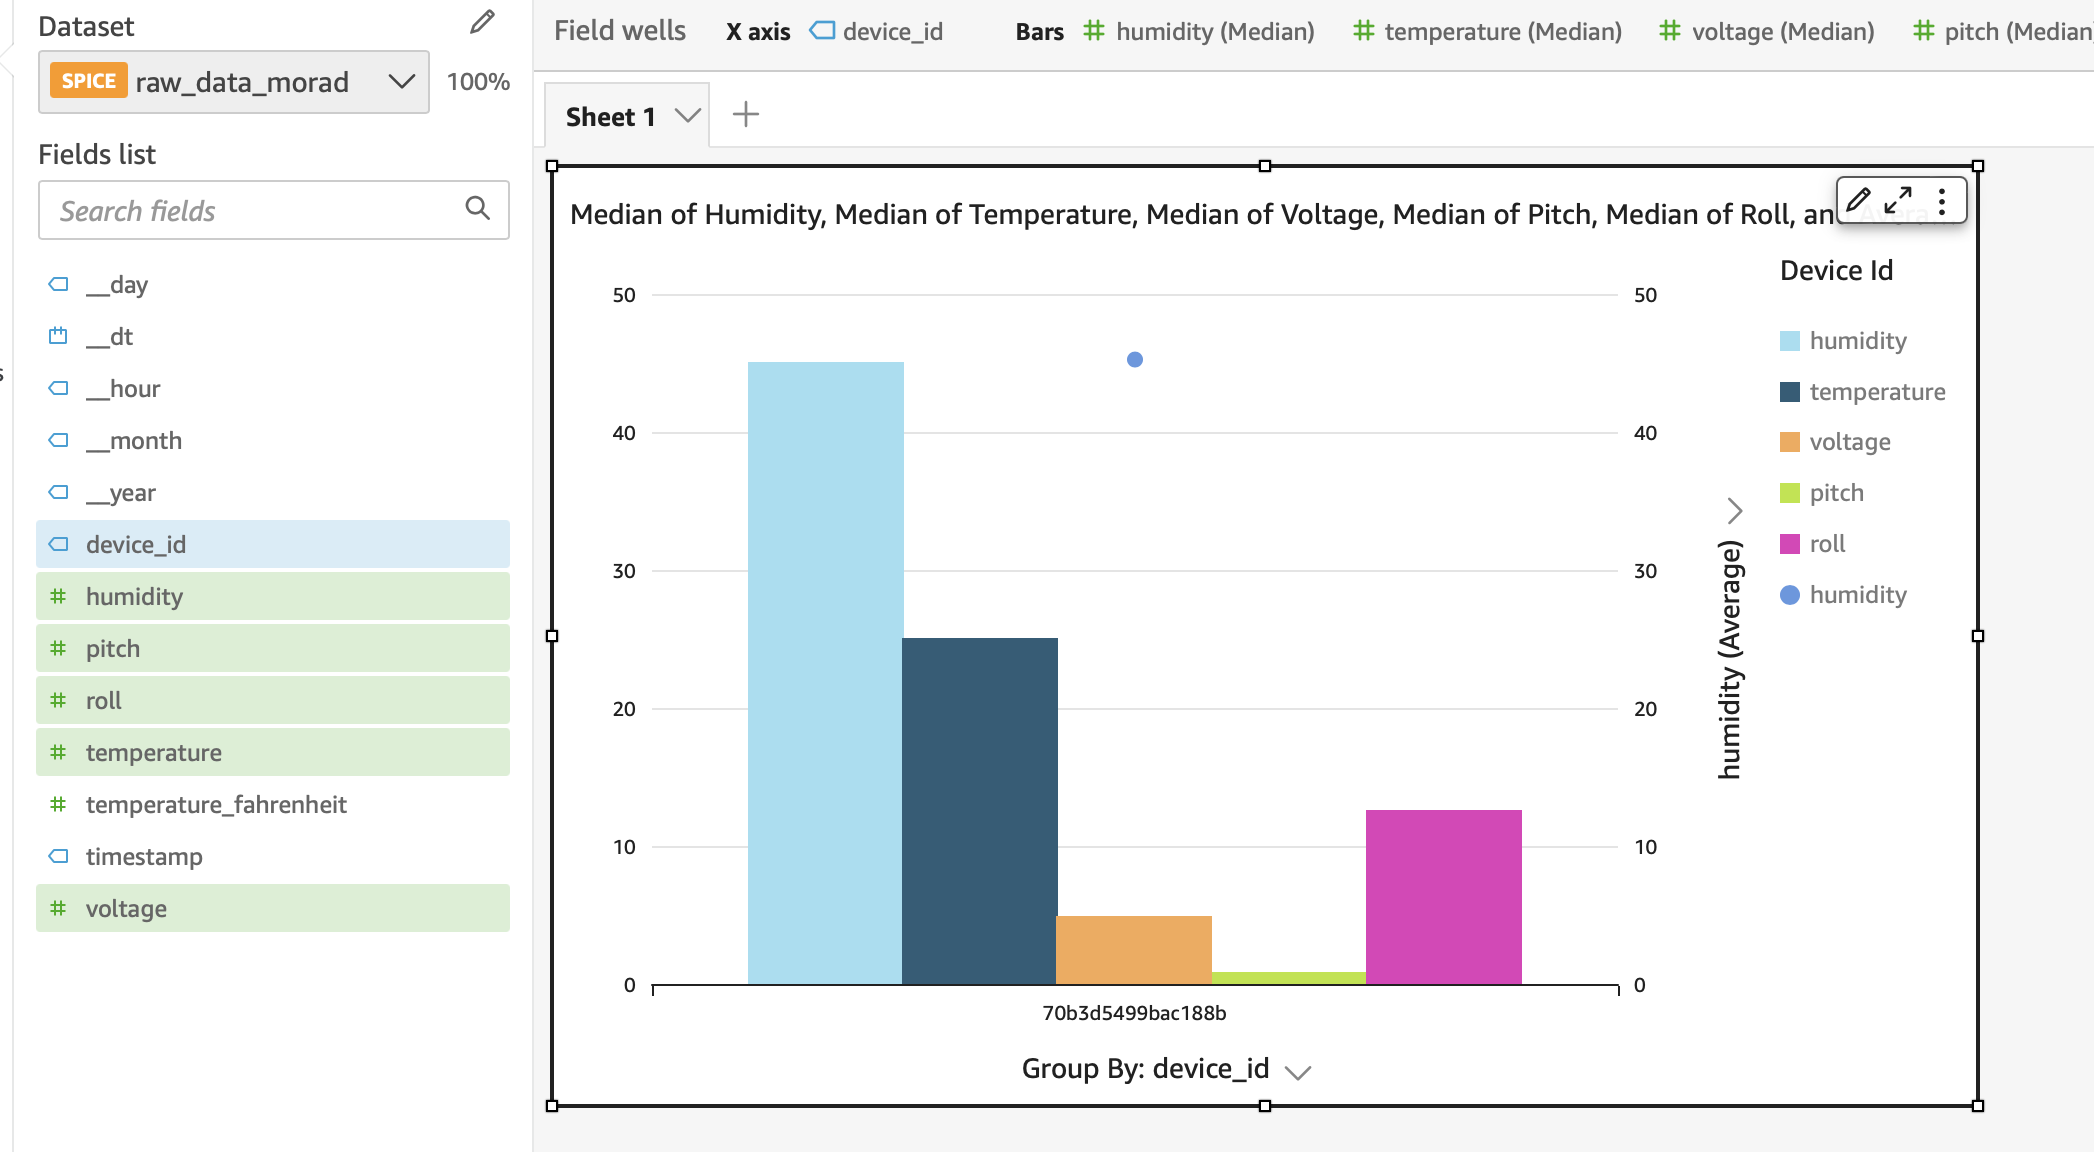 Dataset
SPICE raw_data_morad 100%
Fields list
Search fields
__day
__dt
__hour
__month
__year
device_id
humidity
pitch
roll
temperature
temperature_fahrenheit
timestamp
voltage
Field wells X axis device_id Bars humidity (Median) temperature (Median) voltage (Median) pitch (Median
Sheet 1
Median of Humidity, Median of Temperature, Median of Voltage, Median of Pitch, Median of Roll, an
50
40
30
20
10
0
70b3d5499bac188b
Group By: device_id
50
40
30
20
10
0
humidity (Average)
Device Id
humidity
temperature
voltage
pitch
roll
humidity